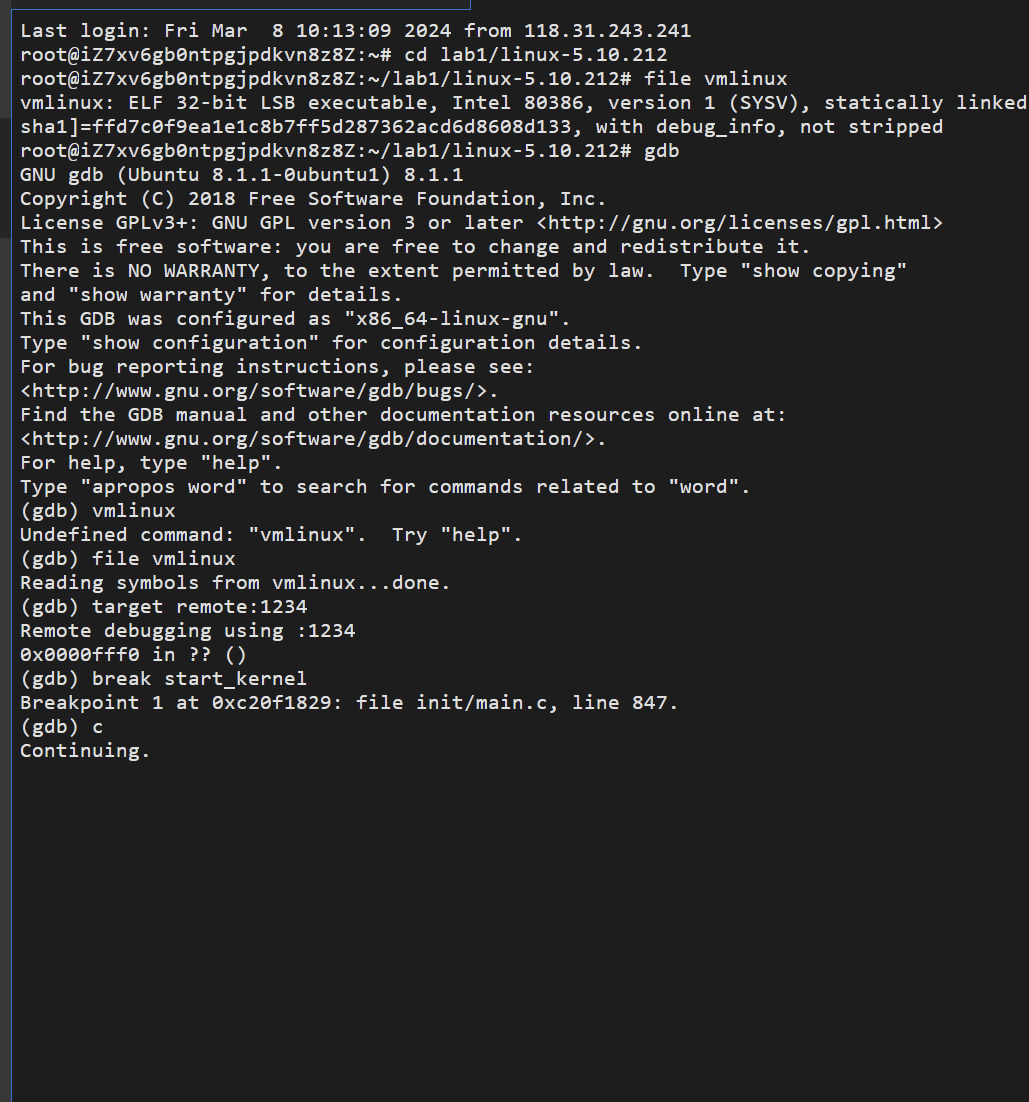 Last login: Fri Mar  8 10:13:09 2024 from 118.31.243.241
root@iZ7xv6gb0ntpgjpdkvn8z8Z:~# cd lab1/linux-5.10.212
root@iZ7xv6gb0ntpgjpdkvn8z8Z:~/lab1/linux-5.10.212# file vmlinux
vmlinux: ELF 32-bit LSB executable, Intel 80386, version 1 (SYSV), statically linked
sha1]=ffd7c0f9ea1e1c8b7ff5d287362acd6d8608d133, with debug_info, not stripped
root@iZ7xv6gb0ntpgjpdkvn8z8Z:~/lab1/linux-5.10.212# gdb
GNU gdb (Ubuntu 8.1.1-0ubuntu1) 8.1.1
Copyright (C) 2018 Free Software Foundation, Inc.
License GPLv3+: GNU GPL version 3 or later <http://gnu.org/licenses/gpl.html>
This is free software: you are free to change and redistribute it.
There is NO WARRANTY, to the extent permitted by law.  Type "show copying"
and "show warranty" for details.
This GDB was configured as "x86_64-linux-gnu".
Type "show configuration" for configuration details.
For bug reporting instructions, please see:
<http://www.gnu.org/software/gdb/bugs/>.
Find the GDB manual and other documentation resources online at:
<http://www.gnu.org/software/gdb/documentation/>.
For help, type "help".
Type "apropos word" to search for commands related to "word".
(gdb) vmlinux
Undefined command: "vmlinux".  Try "help".
(gdb) file vmlinux
Reading symbols from vmlinux...done.
(gdb) target remote:1234
Remote debugging using :1234
0x0000fff0 in ?? ()
(gdb) break start_kernel
Breakpoint 1 at 0xc20f1829: file init/main.c, line 847.
(gdb) c
Continuing.